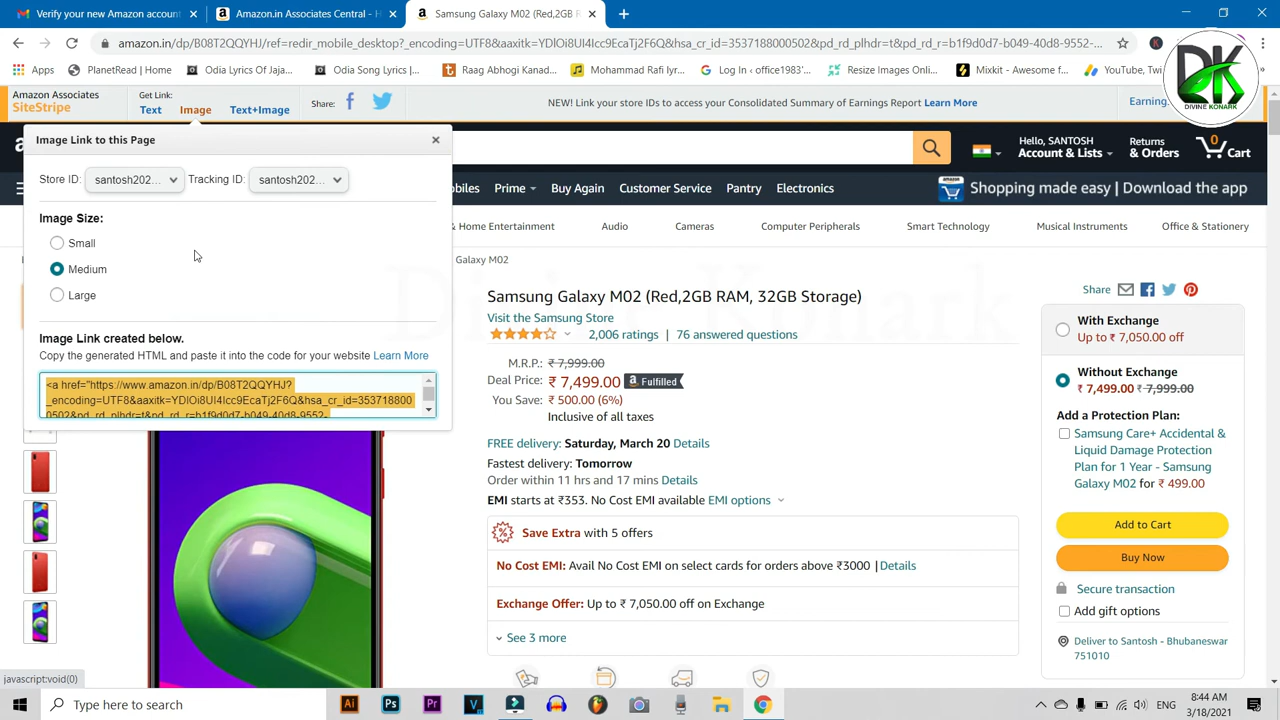 Verify your new Amazon account
Amazon.in Associates Central - H
Samsung Galaxy M02 (Red,2GB R
amazon.in/dp/B08T2QQYHJ/ref=redir_mobile_desktop?_encoding=UTF8&aaxitk=YDlOi8UI4Icc9EcaTj2F6Q&hsa_cr_id=3537188000502&pd_rd_plhdr=t&pd_rd_r=b1f9d0d7-b049-40d8-9552-...
Apps
PlanetRead | Home
Odia Lyrics Of Jaja...
Odia Song Lyrics |...
Raag Abhogranad...
Mohammad Rafi lyr...
Log In ‹ office1983'...
Resize Images Onli...
Mixkit - Awesome f...
YouTube, Twi
DK
DIVINE KONARK
Amazon Associates
SiteStripe
Get Link:
Text Image Text+Image
Share:
NEW! Link your store IDs to access your Consolidated Summary of Earnings Report Learn More
Earning
Image Link to this Page
Store ID: santosh202... Tracking ID: santosh202...
Image Size:
Small
Medium
Large
Image Link created below.
Copy the generated HTML and paste it into the code for your website Learn More
<a href="https://www.amazon.in/dp/B08T2QQYHJ?
_encoding=UTF8&aaxitk=YDlOi8UI4Icc9EcaTj2F6Q&hsa_cr_id=353718800
0502&pd_rd_plhdr=t&pd_rd_r=b1f9d0d7-b049-40d8-9552-
Hello, SANTOSH
Account & Lists
Returns
& Orders
0
Cart
biles Prime Buy Again Customer Service Pantry Electronics
Shopping made easy | Download the app
& Home Entertainment Audio Cameras Computer Peripherals Smart Technology Musical Instruments Office & Stationery
Galaxy M02
Divine Konark
Samsung Galaxy M02 (Red,2GB RAM, 32GB Storage)
Visit the Samsung Store
2,006 ratings | 76 answered questions
M.R.P.: ₹ 7,999.00
Deal Price: ₹ 7,499.00 Fulfilled
You Save: ₹ 500.00 (6%)
Inclusive of all taxes
FREE delivery: Saturday, March 20 Details
Fastest delivery: Tomorrow
Order within 11 hrs and 17 mins Details
EMI starts at ₹353. No Cost EMI available EMI options
Save Extra with 5 offers
No Cost EMI: Avail No Cost EMI on select cards for orders above ₹3000 |Details
Exchange Offer: Up to ₹ 7,050.00 off on Exchange
See 3 more
Share
With Exchange
Up to ₹ 7,050.00 off
Without Exchange
₹ 7,499.00 ₹ 7,999.00
Add a Protection Plan:
Samsung Care+ Accidental &
Liquid Damage Protection
Plan for 1 Year - Samsung
Galaxy M02 for ₹ 499.00
Add to Cart
Buy Now
Secure transaction
Add gift options
Deliver to Santosh - Bhubaneswar
751010
javascript:void(0)
Type here to search
Ai
Ps
Pr
ENG
8:44 AM
3/18/2021